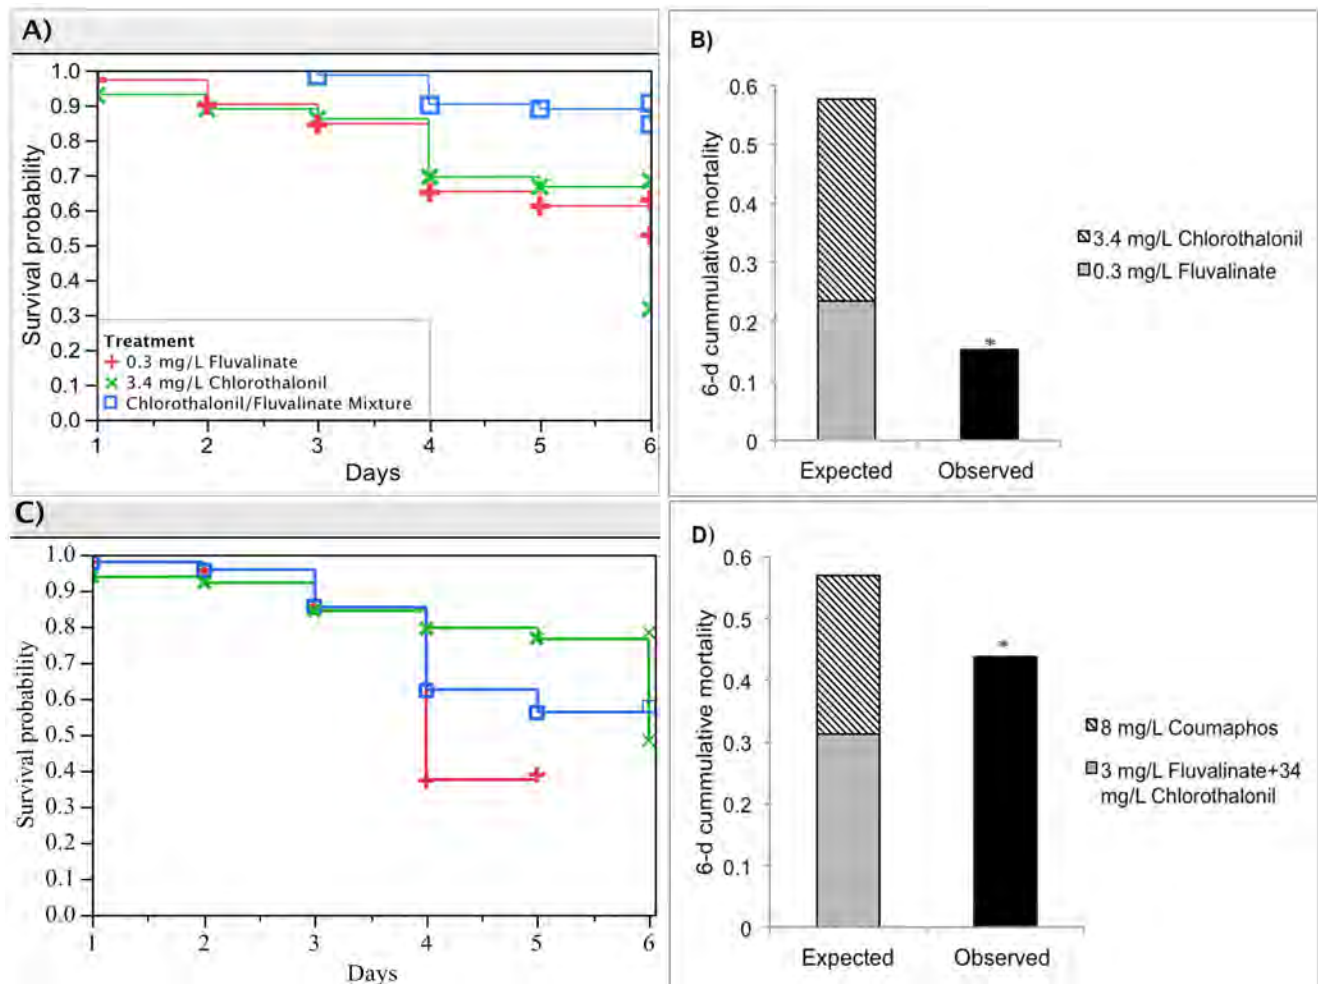 A)
1.0
0.9
0.8
0.7
0.6
0.5
0.4
0.3
0.2
0.1
0.0
Survival probability
Treatment
0.3 mg/L Fluvalinate
3.4 mg/L Chlorothalonil
Chlorothalonil/Fluvalinate Mixture
1 2 3 4 5 6
Days
B)
0.6
0.5
0.4
0.3
0.2
0.1
0
6-d cummulative mortality
*
Expected Observed
3.4 mg/L Chlorothalonil
0.3 mg/L Fluvalinate
C)
1.0
0.9
0.8
0.7
0.6
0.5
0.4
0.3
0.2
0.1
0.0
Survival probability
1 2 3 4 5 6
Days
D)
0.6
0.5
0.4
0.3
0.2
0.1
0
6-d cummulative mortality
*
Expected Observed
8 mg/L Coumaphos
3 mg/L Fluvalinate+34
mg/L Chlorothalonil